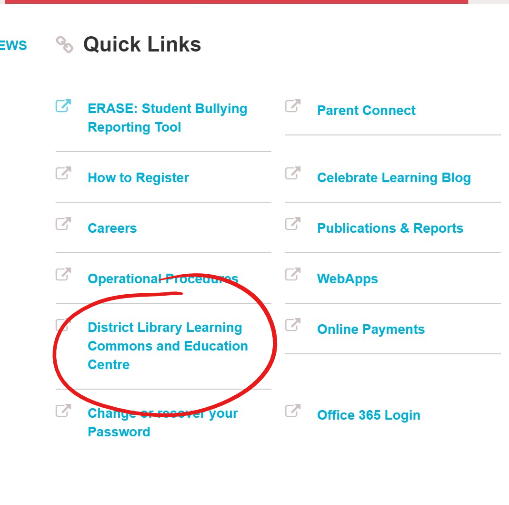 EWS
Quick Links
ERASE: Student Bullying
Reporting Tool
Parent Connect
How to Register
Celebrate Learning Blog
Careers
Publications & Reports
Operational Procedures
WebApps
District Library Learning
Commons and Education
Centre
Online Payments
Change or recover your
Password
Office 365 Login